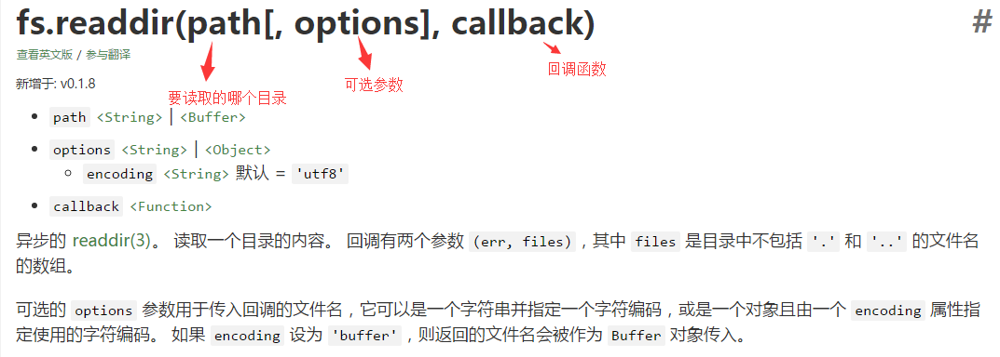 fs.readdir(path[, options], callback)
#
查看英文版 / 参与翻译
回调函数
可选参数
新增于: v0.1.8
要读取的哪个目录
• path <String> | <Buffer>
• options <String> | <Object>
◦ encoding <String> 默认 = 'utf8'
• callback <Function>
异步的 readdir(3)。 读取一个目录的内容。 回调有两个参数 (err, files)，其中 files 是目录中不包括 '.' 和 '..' 的文件名
的数组。
可选的 options 参数用于传入回调的文件名，它可以是一个字符串并指定一个字符编码，或是一个对象且由一个 encoding 属性指
定使用的字符编码。 如果 encoding 设为 'buffer'，则返回的文件名会被作为 Buffer 对象传入。